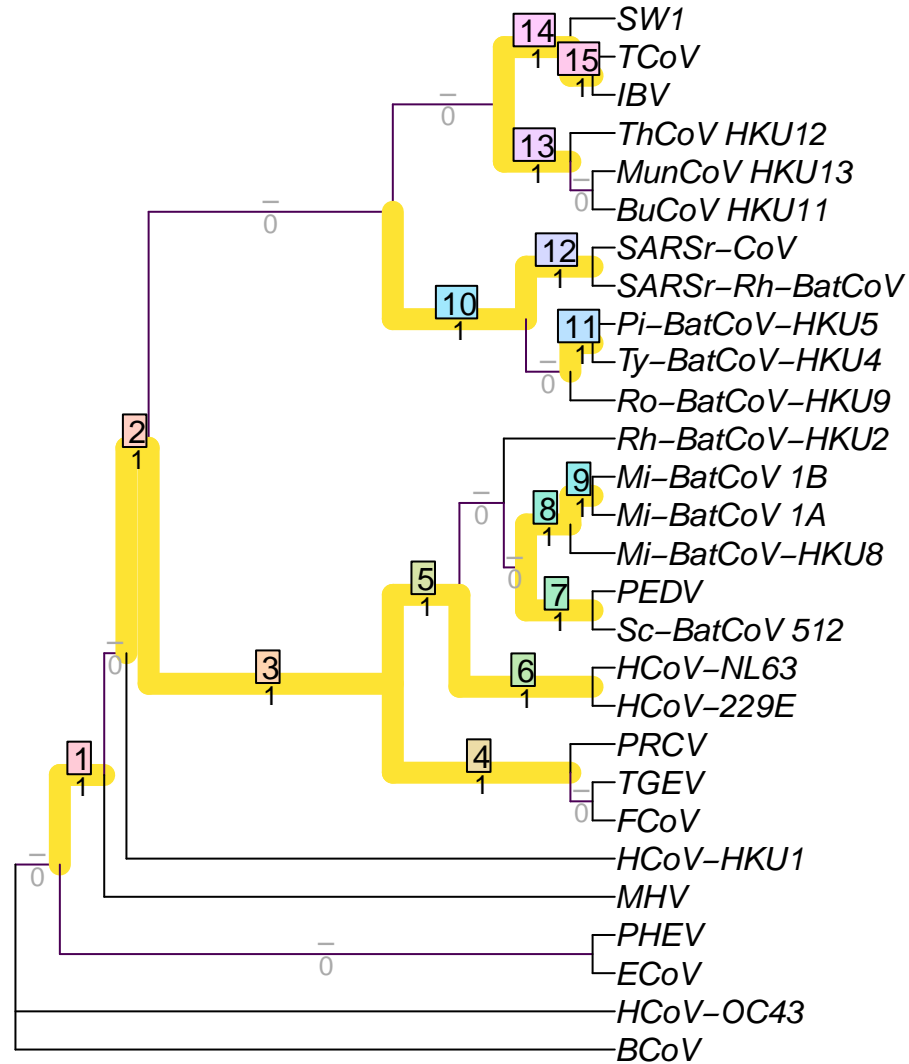 SW1
14
1
TCoV
15
1
IBV
–
0
ThCoV HKU12
13
1
MunCoV HKU13
–
0
BuCoV HKU11
–
0
SARSr–CoV
12
1
SARSr–Rh–BatCoV
10
1
Pi–BatCoV–HKU5
11
1
Ty–BatCoV–HKU4
–
0
Ro–BatCoV–HKU9
2
1
Rh–BatCoV–HKU2
9
1
Mi–BatCoV 1B
–
0
8
1
Mi–BatCoV 1A
Mi–BatCoV–HKU8
–
0
5
1
7
1
PEDV
Sc–BatCoV 512
–
0
3
1
6
1
HCoV–NL63
HCoV–229E
1
1
4
1
PRCV
TGEV
–
0
FCoV
–
0
HCoV–HKU1
MHV
PHEV
–
0
ECoV
HCoV–OC43
BCoV